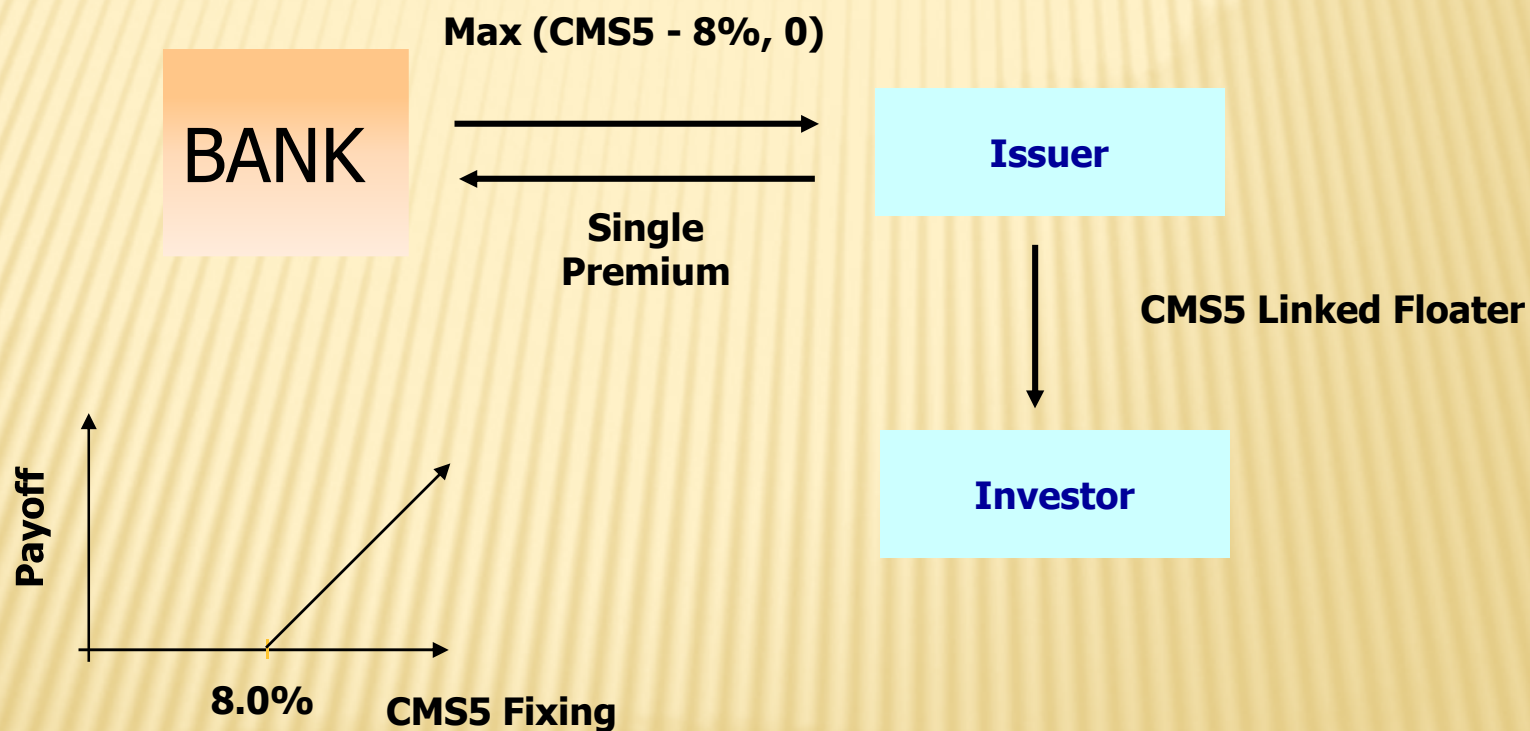 Max (CMS5 - 8%, 0)
BANK
Issuer
Single
Premium
CMS5 Linked Floater
Investor
Payoff
8.0%
CMS5 Fixing